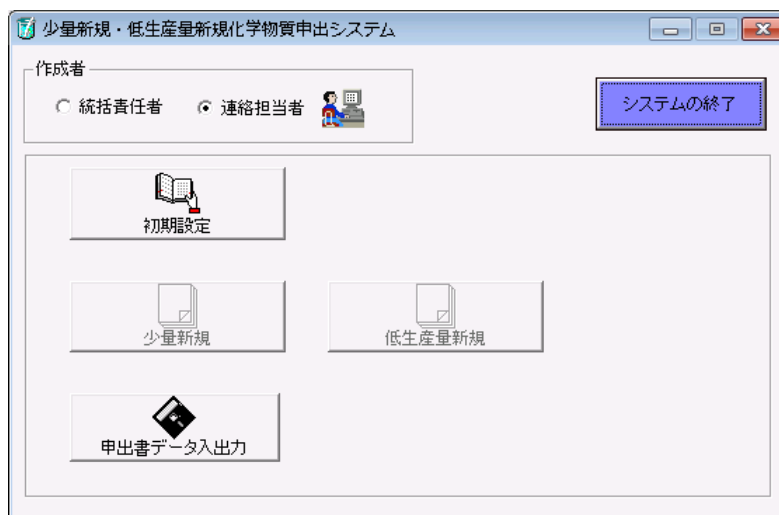 少量新規・低生産量新規化学物質申出システム
作成者
統括責任者 連絡担当者
システムの終了
初期設定
少量新規 低生産量新規
申出書データ入出力